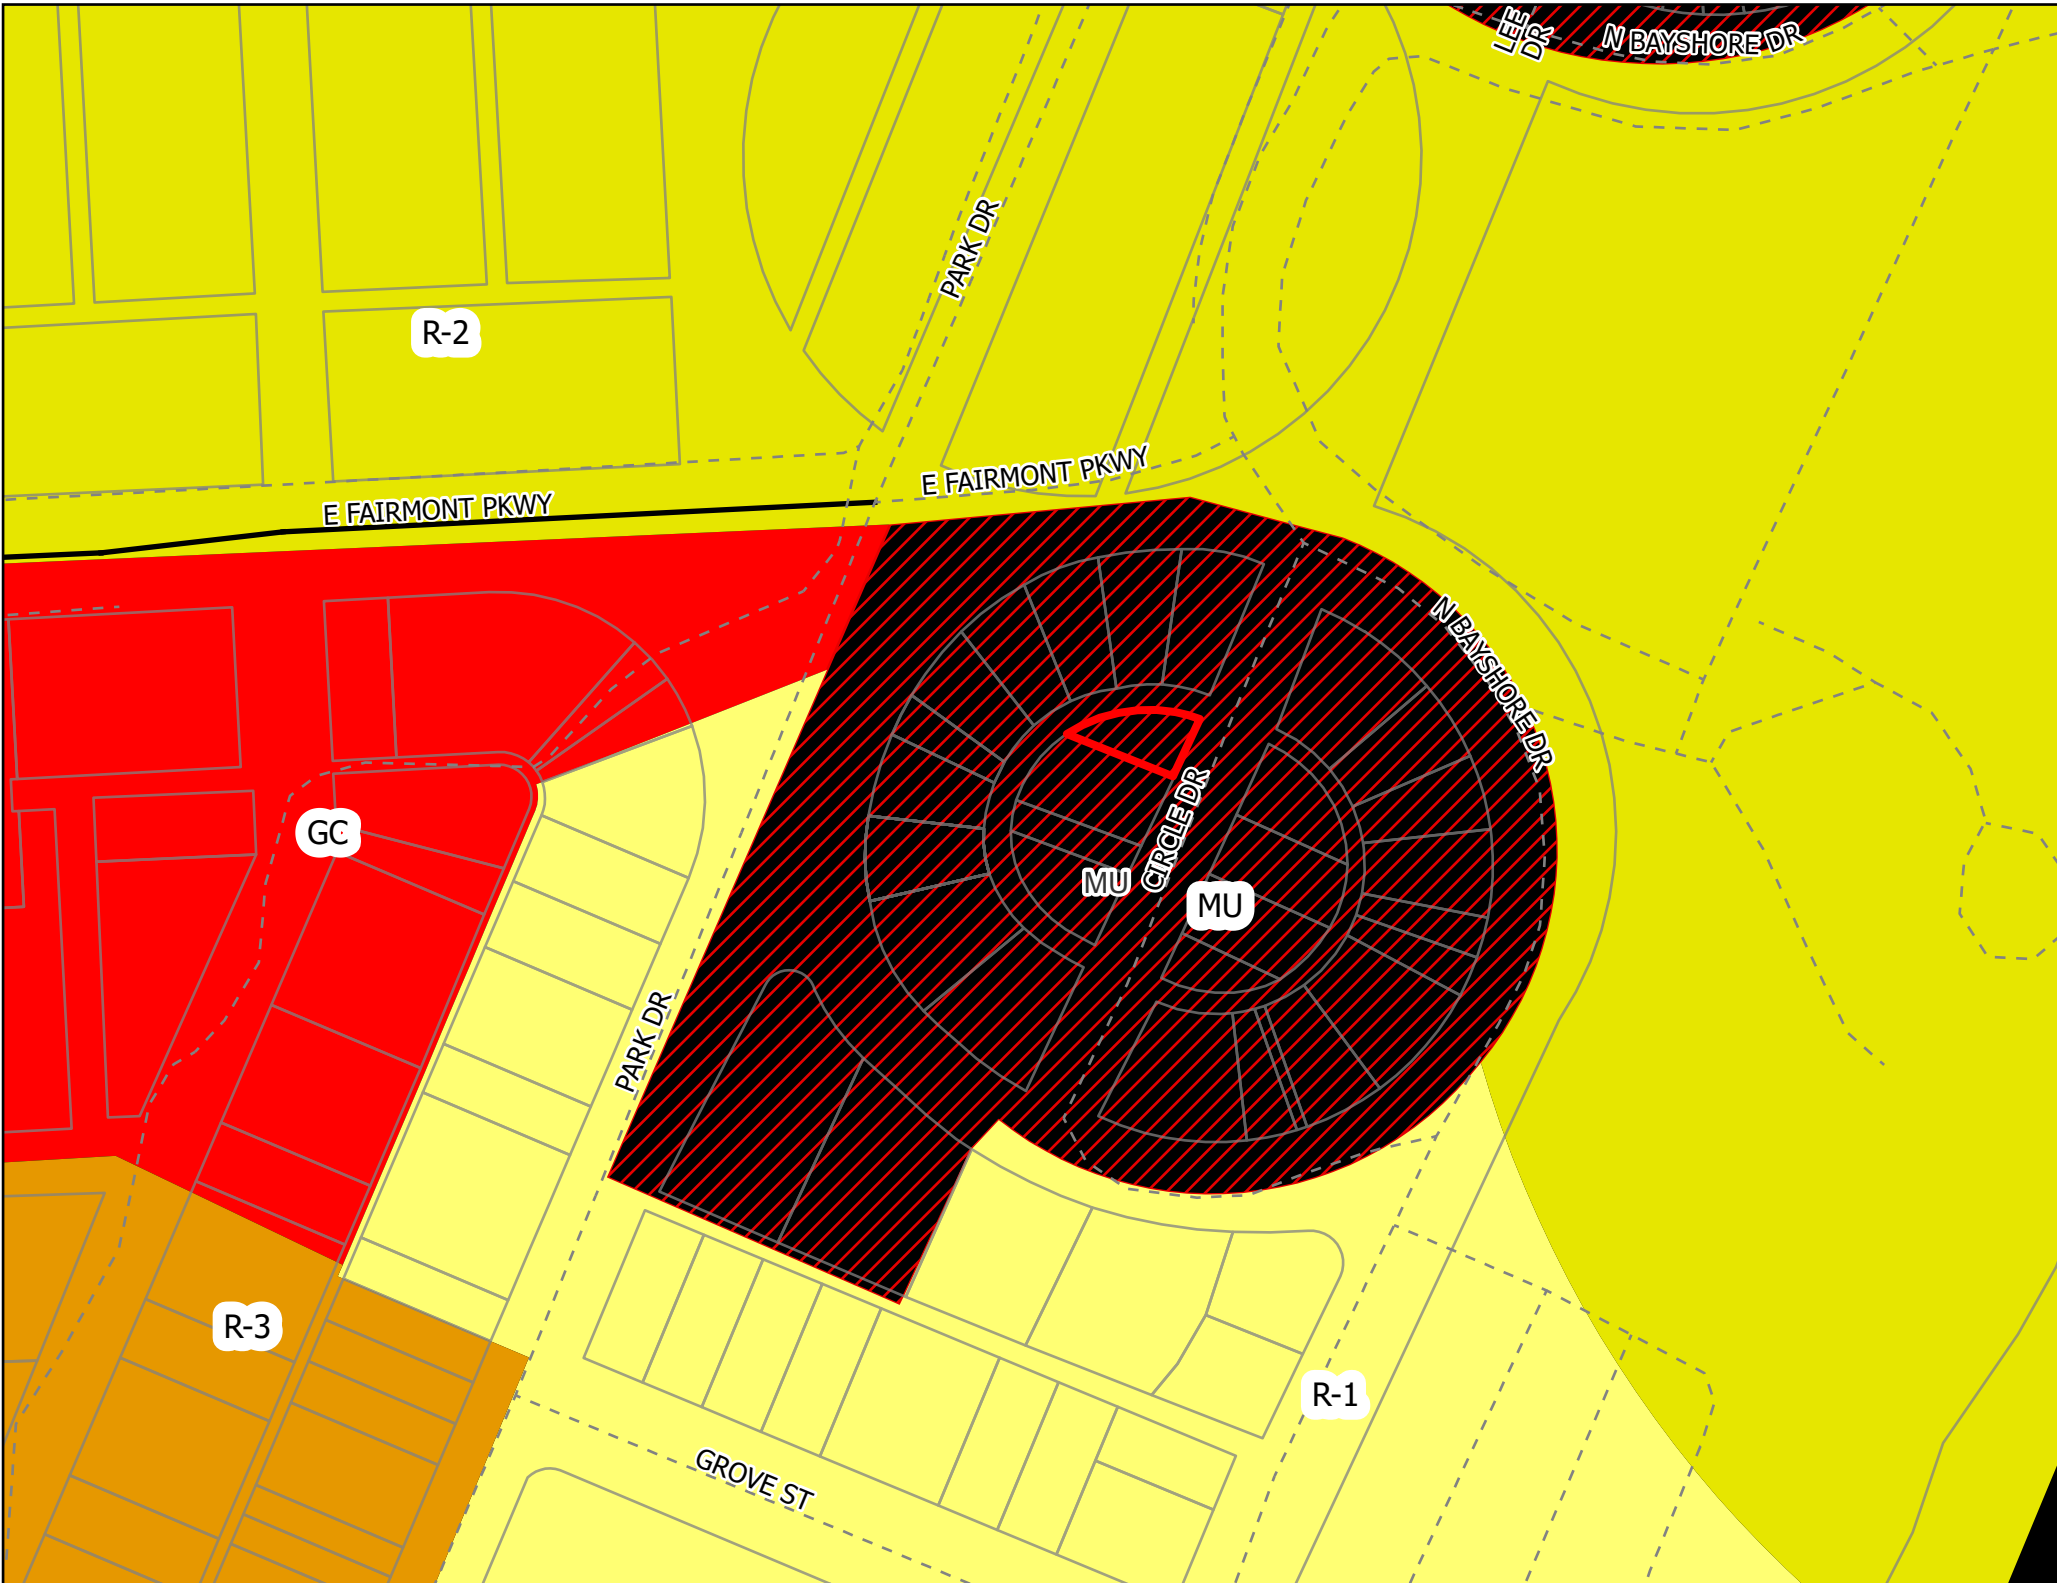 LEE
DR
N BAYSHORE DR
PARK DR
R-2
E FAIRMONT PKWY
E FAIRMONT PKWY
N BAYSHORE DR
GC
CIRCLE DR
MU
MU
PARK DR
R-3
R-1
GROVE ST